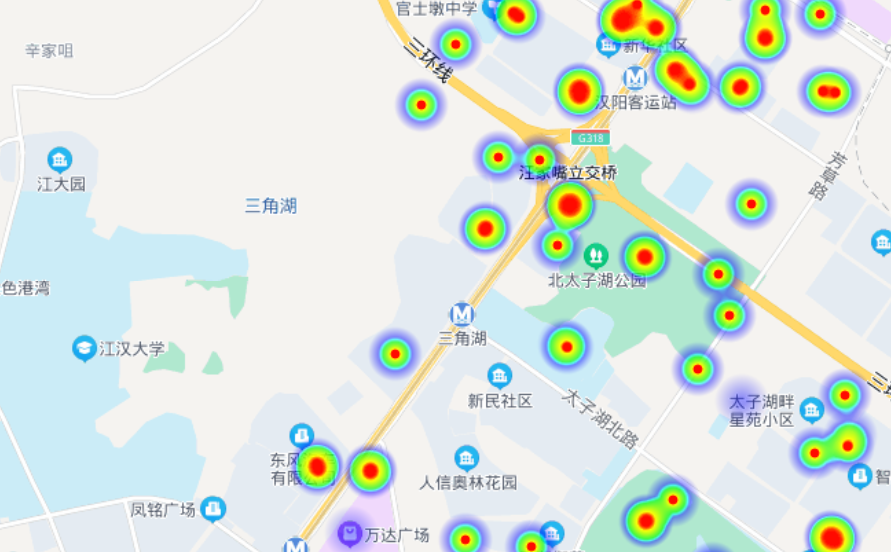 官士墩中学
三环线
辛家咀
新华社区
汉阳客运站
G318
芳草路
汪家嘴立交桥
江大园
三角湖
北太子湖公园
色港湾
三角湖
江汉大学
新民社区
太子湖北路
太子湖畔
星苑小区
三环
东风
有限公司
人信奥林花园
智
凤铭广场
万达广场